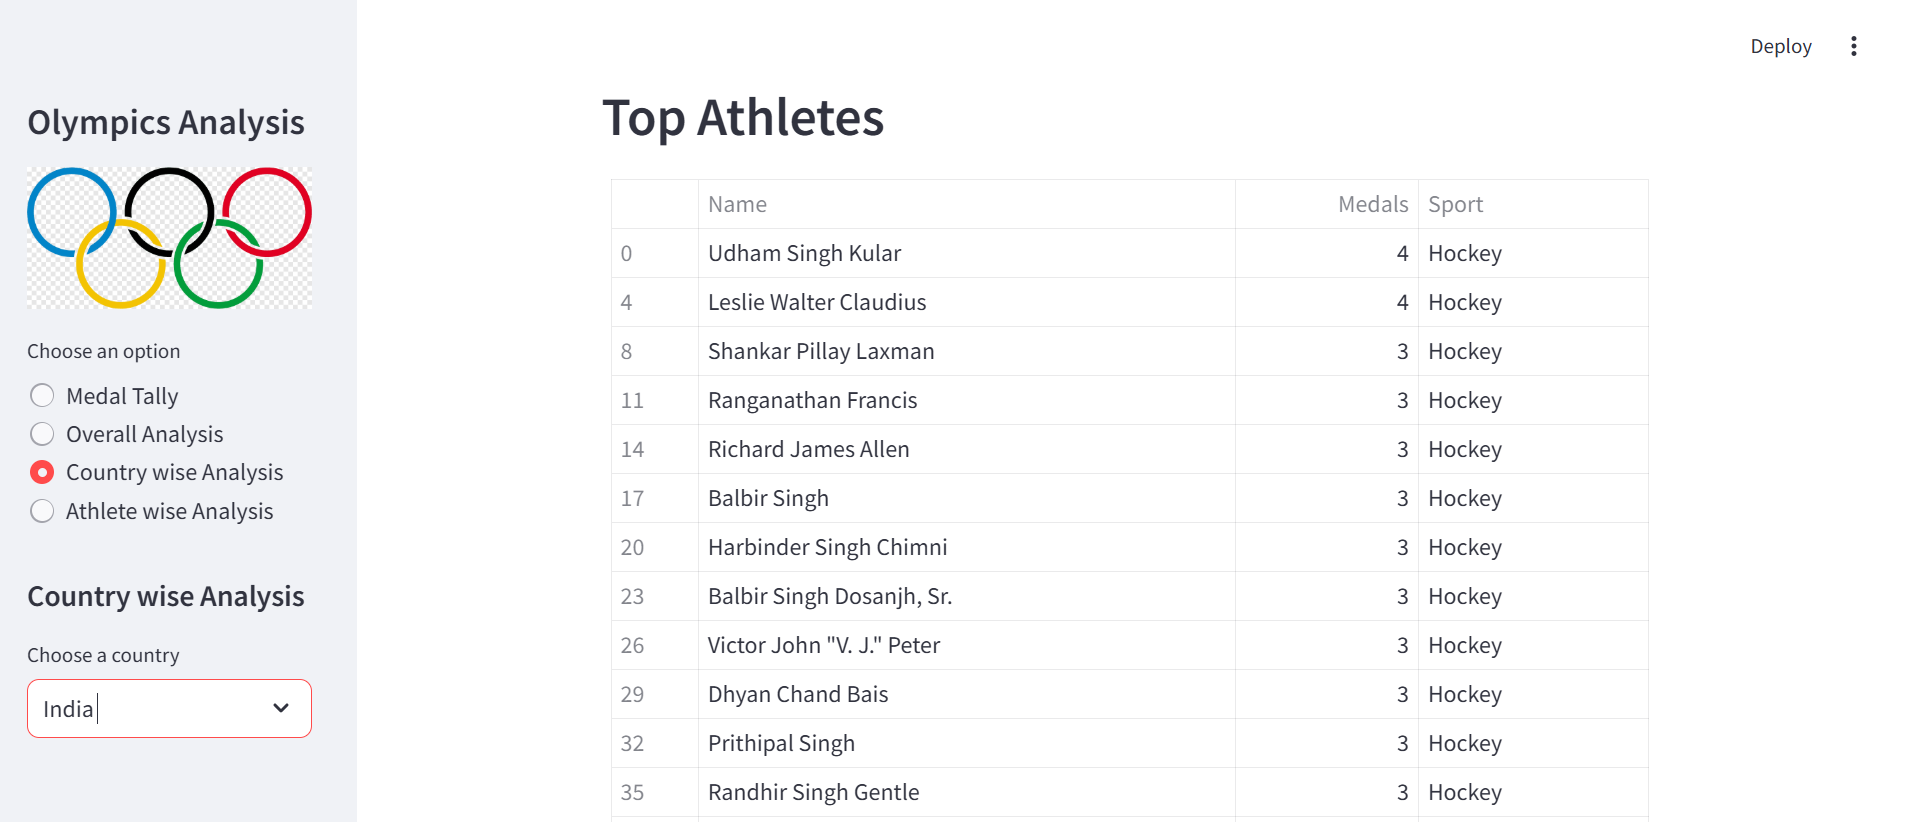 Deploy
Olympics Analysis
Choose an option
Medal Tally
Overall Analysis
Country wise Analysis
Athlete wise Analysis
Country wise Analysis
Choose a country
India
Top Athletes
Name Medals Sport
0 Udham Singh Kular 4 Hockey
4 Leslie Walter Claudius 4 Hockey
8 Shankar Pillay Laxman 3 Hockey
11 Ranganathan Francis 3 Hockey
14 Richard James Allen 3 Hockey
17 Balbir Singh 3 Hockey
20 Harbinder Singh Chimni 3 Hockey
23 Balbir Singh Dosanjh, Sr. 3 Hockey
26 Victor John "V. J." Peter 3 Hockey
29 Dhyan Chand Bais 3 Hockey
32 Prithipal Singh 3 Hockey
35 Randhir Singh Gentle 3 Hockey